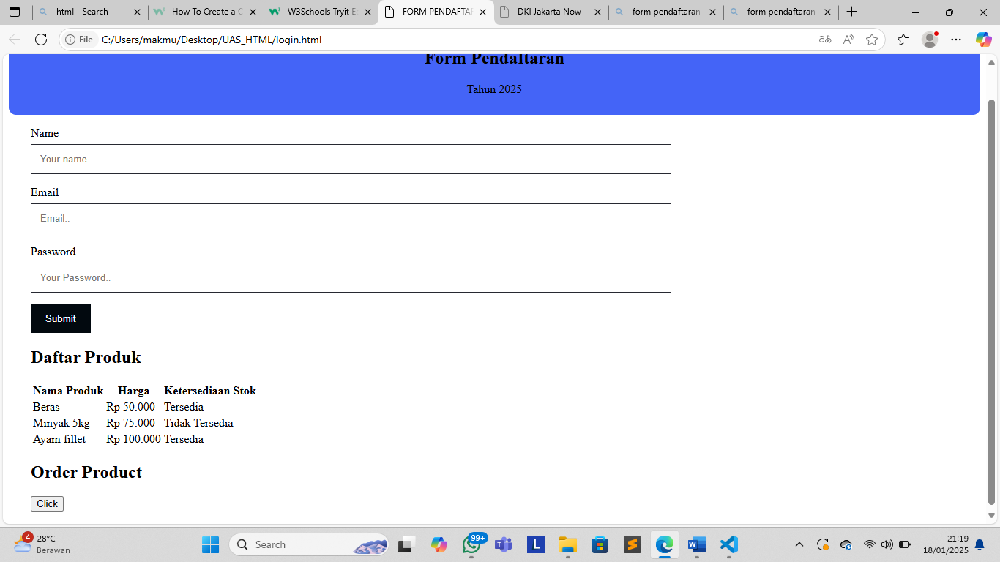 html - Search
How To Create a C
W3Schools Tryit Ec
FORM PENDAFTAR
DKI Jakarta Now
form pendaftaran
form pendaftaran
File
C:/Users/makmu/Desktop/UAS_HTML/login.html
Form Pendaftaran
Tahun 2025
Name
Your name..
Email
Email..
Password
Your Password..
Submit
Daftar Produk
Nama Produk Harga Ketersediaan Stok
Beras Rp 50.000 Tersedia
Minyak 5kg Rp 75.000 Tidak Tersedia
Ayam fillet Rp 100.000 Tersedia
Order Product
Click
4
28°C
Berawan
Search
99+
21:19
18/01/2025